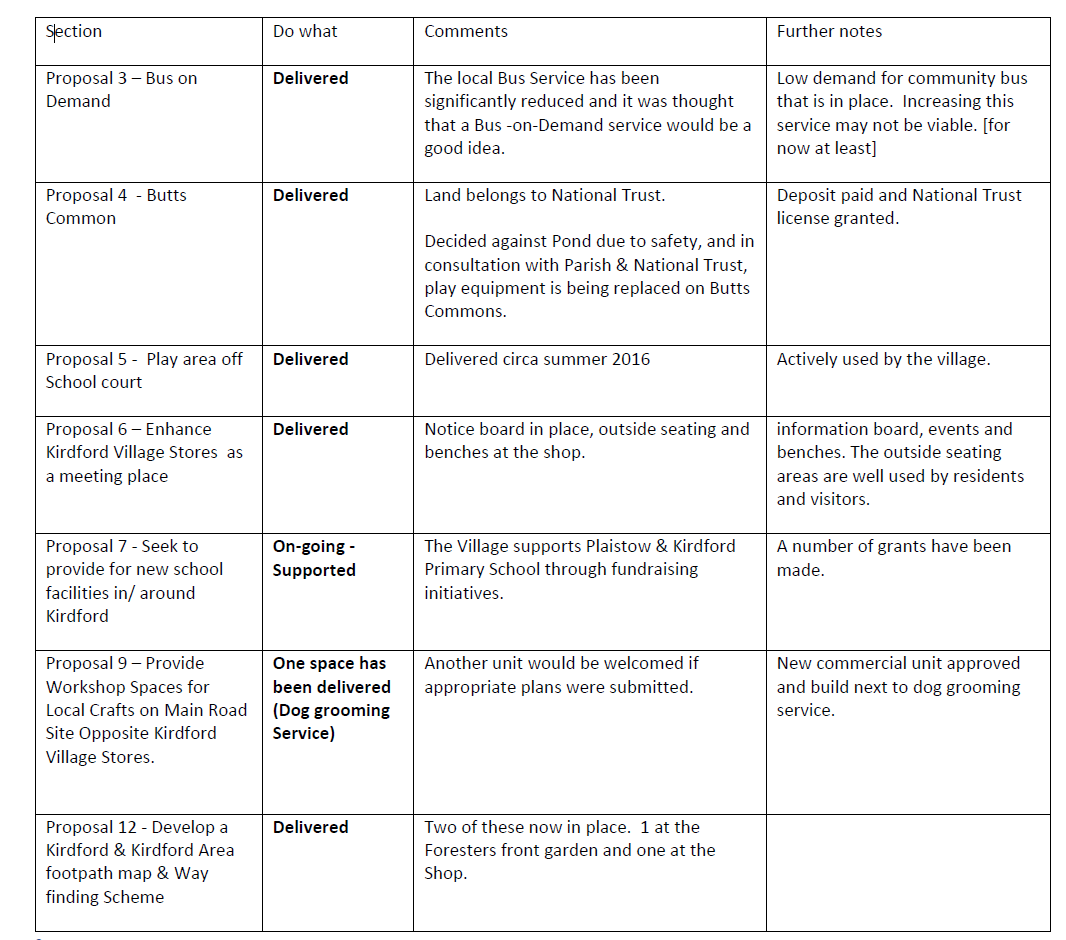 Section
Do what
Comments
Further notes
Proposal 3 – Bus on
Demand
Delivered
The local Bus Service has been
significantly reduced and it was thought
that a Bus -on-Demand service would be a
good idea.
Low demand for community bus
that is in place.  Increasing this
service may not be viable. [for
now at least]
Proposal 4  - Butts
Common
Delivered
Land belongs to National Trust.
Decided against Pond due to safety, and in
consultation with Parish & National Trust,
play equipment is being replaced on Butts
Commons.
Deposit paid and National Trust
license granted.
Proposal 5 -  Play area off
School court
Delivered
Delivered circa summer 2016
Actively used by the village.
Proposal 6 – Enhance
Kirdford Village Stores  as
a meeting place
Delivered
Notice board in place, outside seating and
benches at the shop.
information board, events and
benches. The outside seating
areas are well used by residents
and visitors.
Proposal 7 - Seek to
provide for new school
facilities in/ around
Kirdford
On-going -
Supported
The Village supports Plaistow & Kirdford
Primary School through fundraising
initiatives.
A number of grants have been
made.
Proposal 9 – Provide
Workshop Spaces for
Local Crafts on Main Road
Site Opposite Kirdford
Village Stores.
One space has
been delivered
(Dog grooming
Service)
Another unit would be welcomed if
appropriate plans were submitted.
New commercial unit approved
and build next to dog grooming
service.
Proposal 12 - Develop a
Kirdford & Kirdford Area
footpath map & Way
finding Scheme
Delivered
Two of these now in place.  1 at the
Foresters front garden and one at the
Shop.